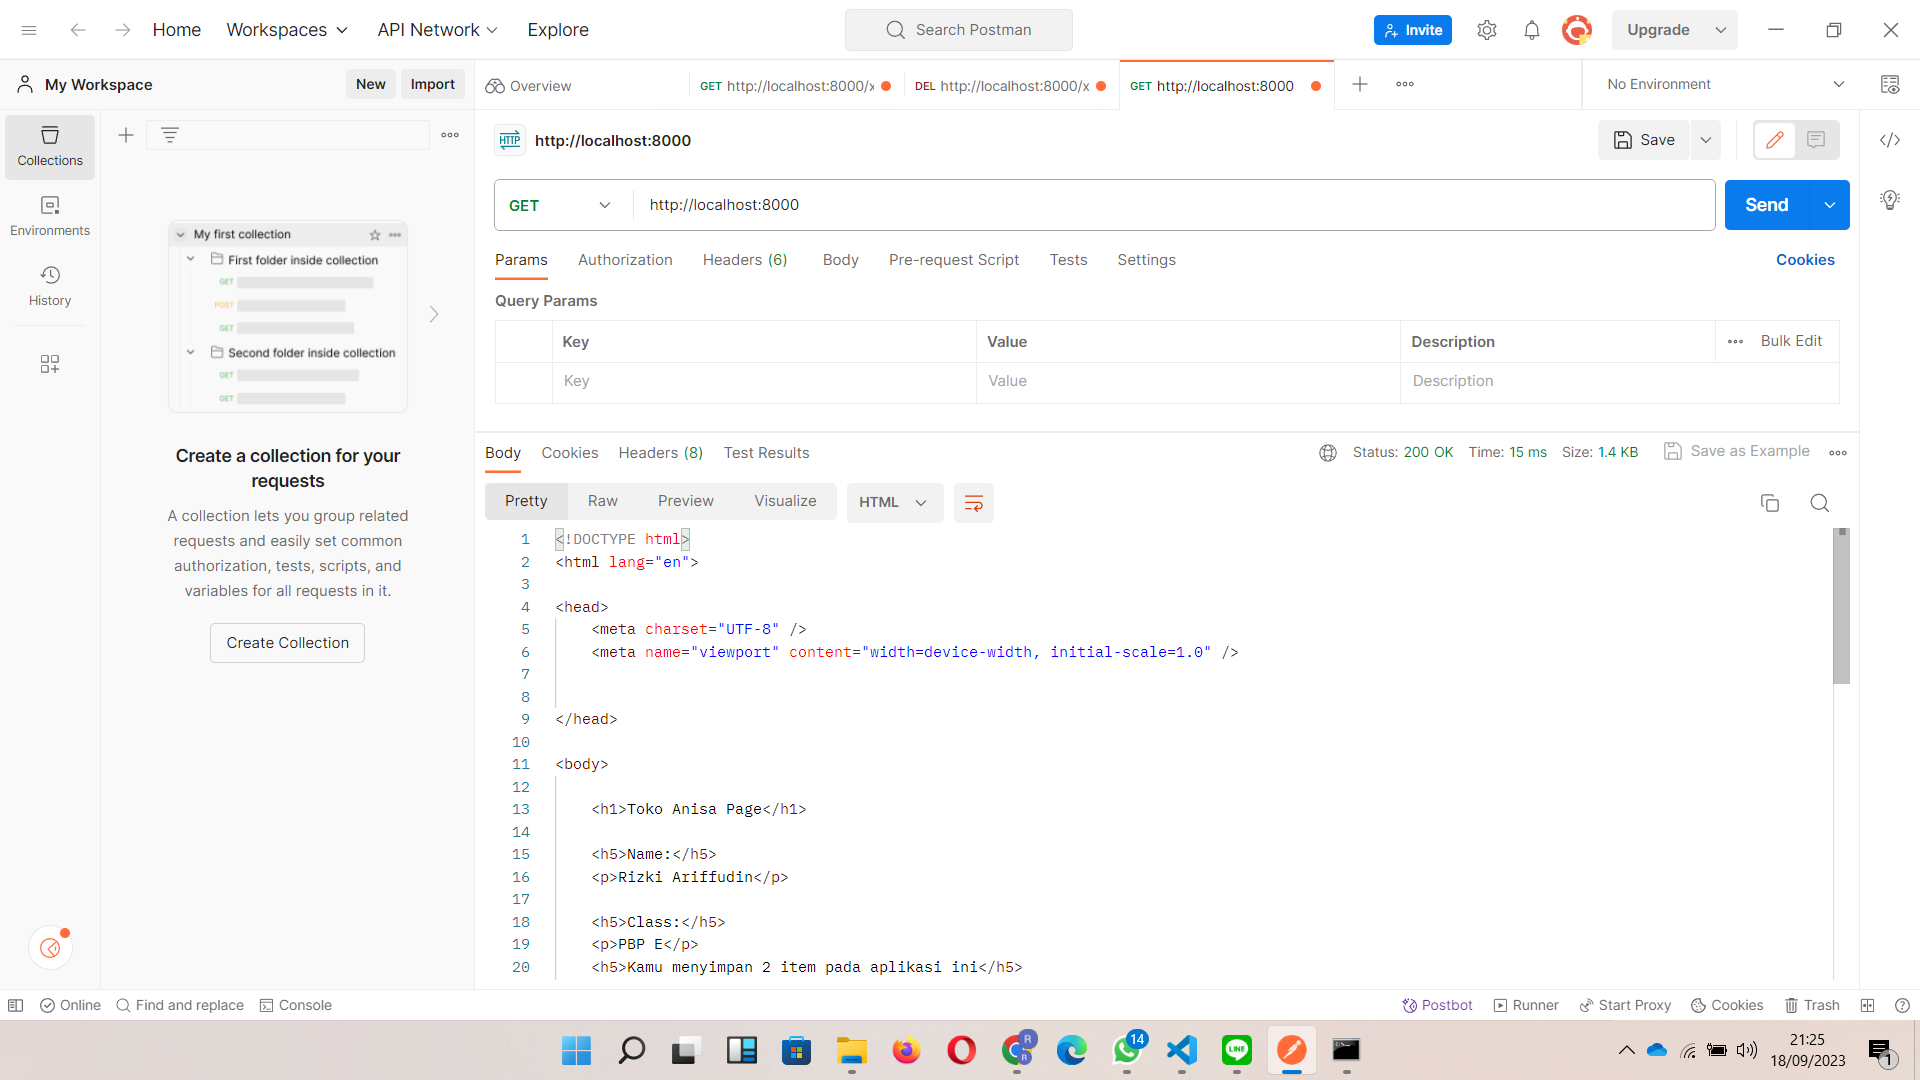 Home
Workspaces
API Network
Explore
Search Postman
Invite
Upgrade
My Workspace
New
Import
Overview
GET http://localhost:8000/x
DEL http://localhost:8000/x
GET http://localhost:8000
No Environment
Collections
Environments
History
My first collection
First folder inside collection
GET
POST
GET
Second folder inside collection
GET
GET
Create a collection for your
requests
A collection lets you group related
requests and easily set common
authorization, tests, scripts, and
variables for all requests in it.
Create Collection
HTTP
http://localhost:8000
Save
GET
http://localhost:8000
Send
Params
Authorization
Headers (6)
Body
Pre-request Script
Tests
Settings
Cookies
Query Params
Key
Value
Description
Bulk Edit
Key
Value
Description
Body
Cookies
Headers (8)
Test Results
Status: 200 OK
Time: 15 ms
Size: 1.4 KB
Save as Example
Pretty
Raw
Preview
Visualize
HTML
1 <!DOCTYPE html>
2 <html lang="en">
3
4 <head>
5 <meta charset="UTF-8" />
6 <meta name="viewport" content="width=device-width, initial-scale=1.0" />
7
8
9 </head>
10
11 <body>
12
13 <h1>Toko Anisa Page</h1>
14
15 <h5>Name:</h5>
16 <p>Rizki Ariffudin</p>
17
18 <h5>Class:</h5>
19 <p>PBP E</p>
20 <h5>Kamu menyimpan 2 item pada aplikasi ini</h5>
Online
Find and replace
Console
Postbot
Runner
Start Proxy
Cookies
Trash
R
R
14
LINE
21:25
18/09/2023
1